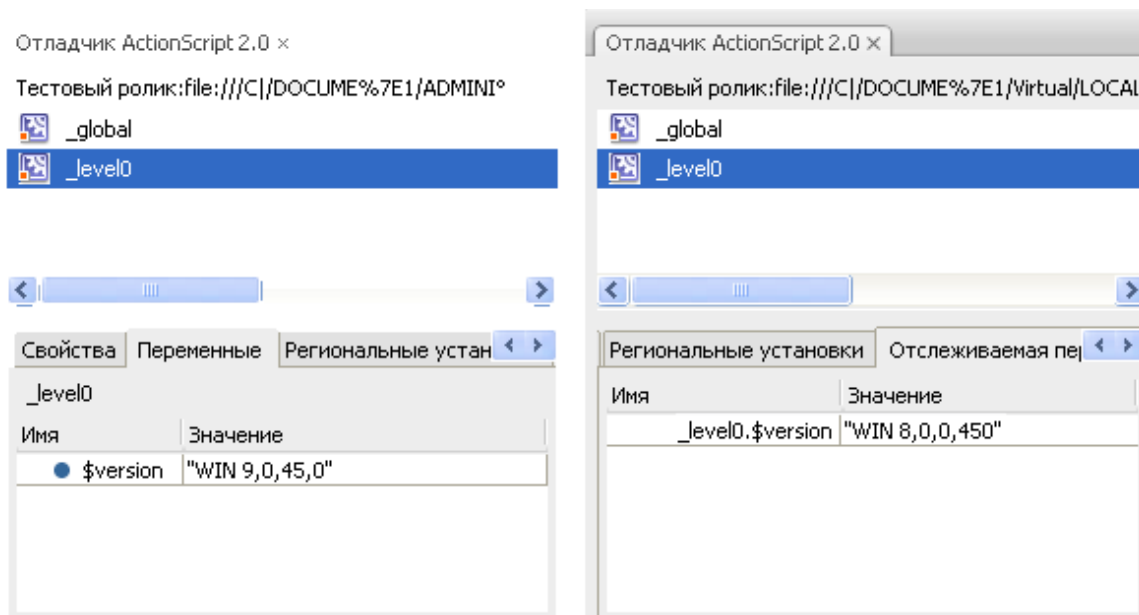 Отладчик ActionScript 2.0 ×
Тестовый ролик:file:///C|/DOCUME%7E1/ADMINI°
_global
_level0
Свойства Переменные Региональные устан
_level0
Имя Значение
$version "WIN 9,0,45,0"
Отладчик ActionScript 2.0 ×
Тестовый ролик:file:///C|/DOCUME%7E1/Virtual/LOCAL
_global
_level0
Региональные установки Отслеживаемая пер
Имя Значение
_level0.$version "WIN 8,0,0,450"